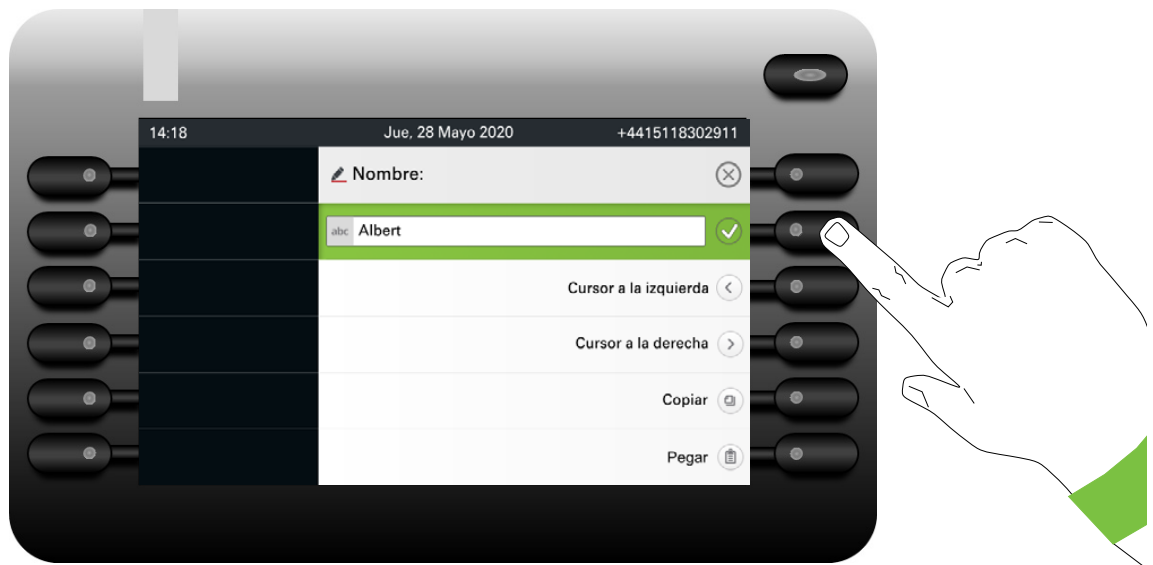 14:18 Jue, 28 Mayo 2020 +4415118302911
Nombre:
abc Albert
Cursor a la izquierda
Cursor a la derecha
Copiar
Pegar